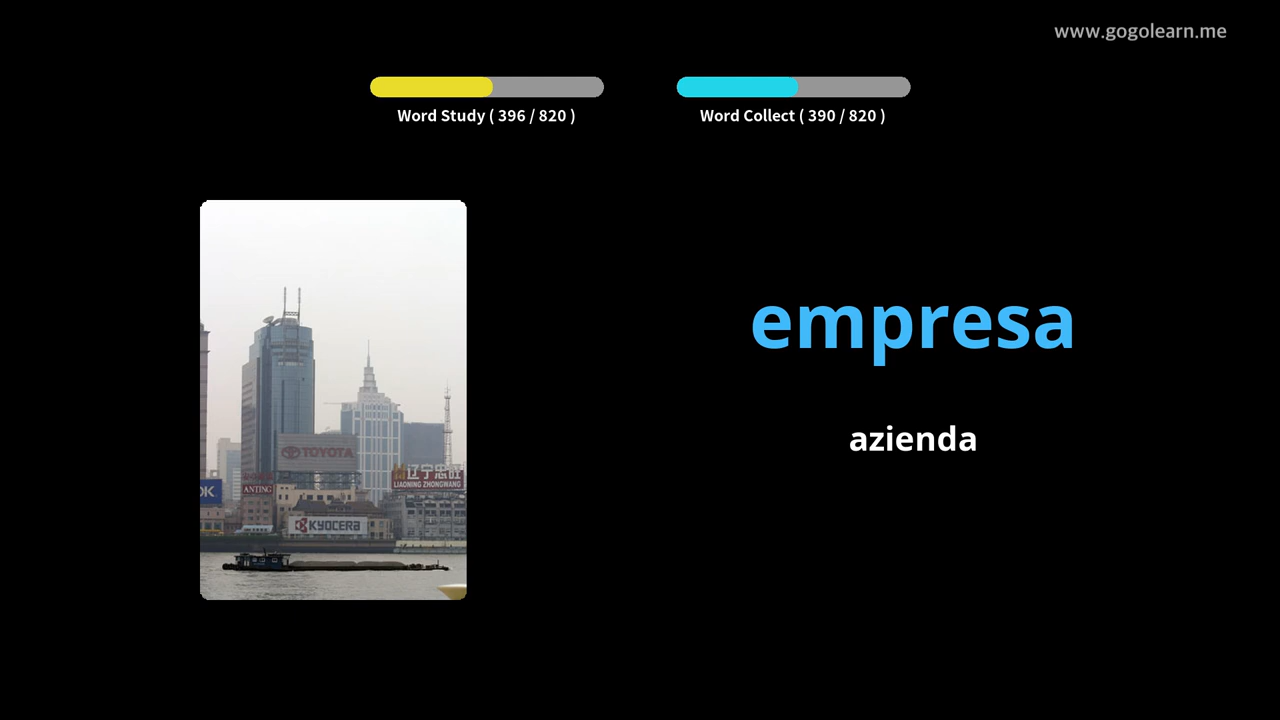 www.gogolearn.me
Word Study ( 396 / 820 )
Word Collect ( 390 / 820 )
empresa
azienda
TOYOTA
辽宁忠旺
LIAONING ZHONGWANG
ANTING
KYOCERA